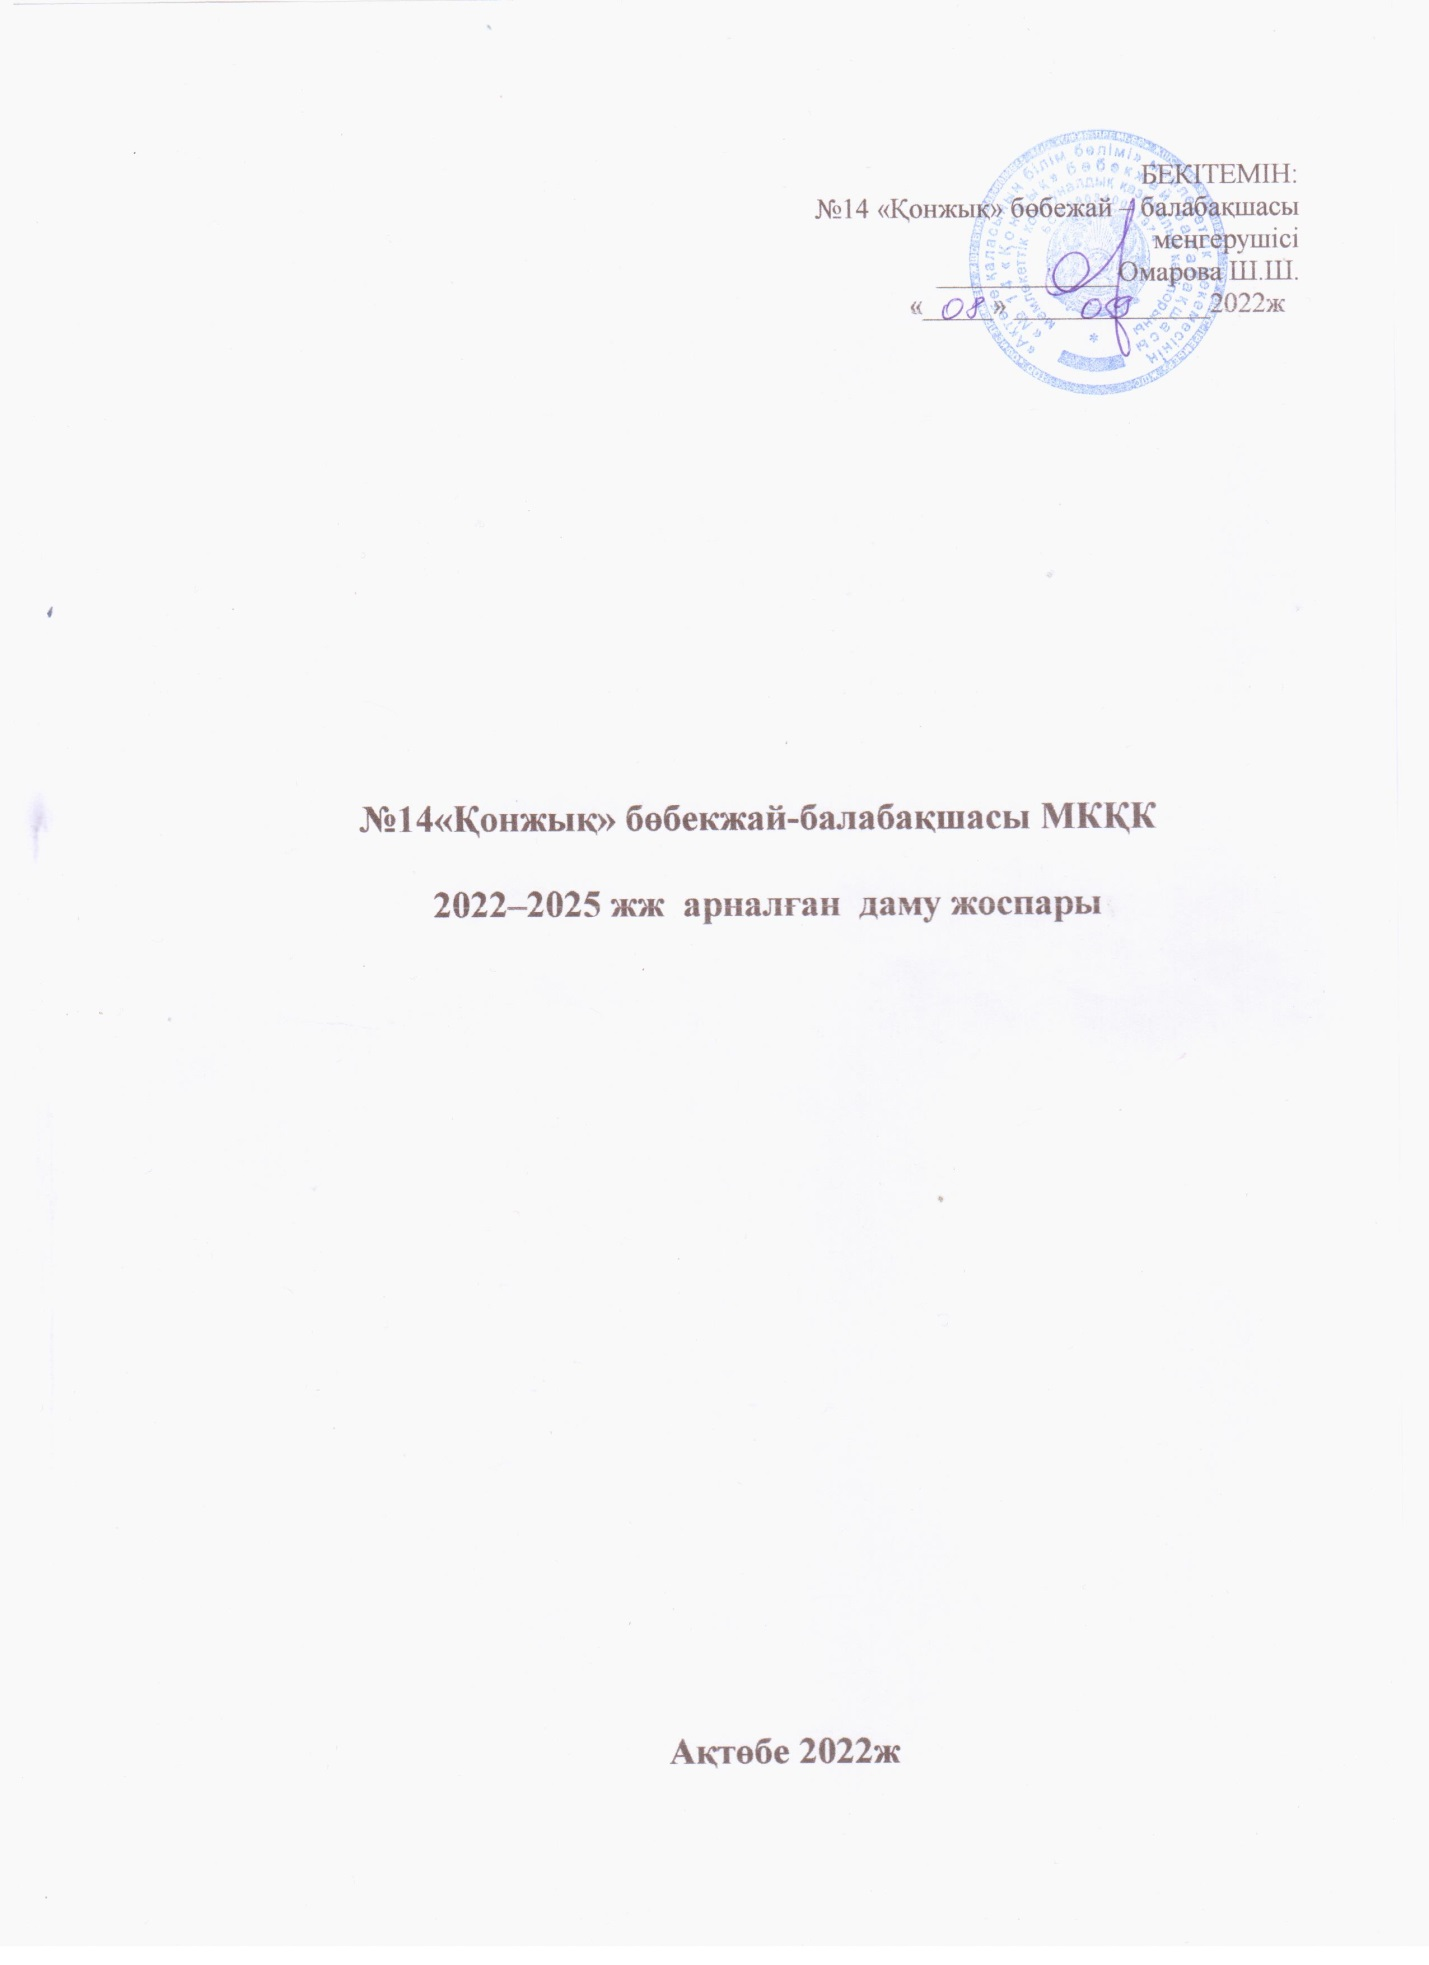 БЕКІТЕМІН:
№14 «Қонжық» бөбежай – балабақшасы
меңгерушісі
_____________Омарова Ш.Ш.
«08» 09 2022ж
№14«Қонжық» бөбекжай-балабақшасы МКҚК
2022–2025 жж арналған даму жоспары
Ақтөбе 2022ж